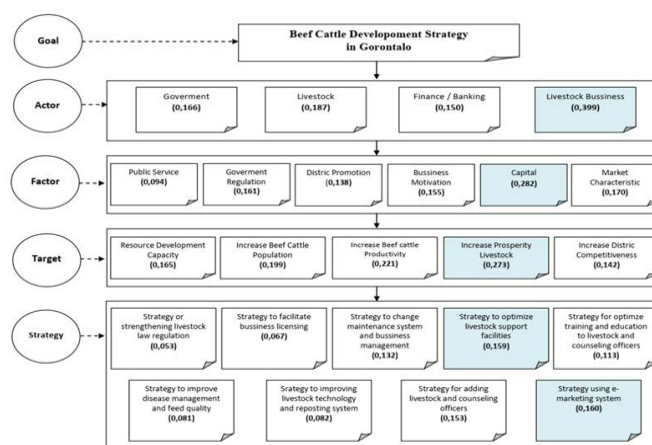 Goal
Beef Cattle Developoment Strategy
in Gorontalo
Actor
Goverment
(0,166)
Livestock
(0,187)
Finance / Banking
(0,150)
Livestock Bussiness
(0,399)
Factor
Public Service
(0,094)
Goverment
Regulation
(0,161)
Distric Promotion
(0,138)
Bussiness
Motivation
(0,155)
Capital
(0,282)
Market
Characteristic
(0,170)
Target
Resource Development
Capacity
(0,165)
Increase Beef Cattle
Population
(0,199)
Increase Beef cattle
Productivity
(0,221)
Increase Prosperity
Livestock
(0,273)
Increase Distric
Competitiveness
(0,142)
Strategy
Strategy or
strengthening livestock
law regulation
(0,053)
Strategy to facilitate
bussiness licensing
(0,067)
Strategy to change
maintenance system
and bussiness
management)
(0,132)
Strategy to optimize
livestock support
facilities
(0,159)
Strategy for optimze
training and education
to livestock and
counseling officers
(0,113)
Strategy to improve
disease management
and feed quality
(0,081)
Srategy to improving
livestock technology
and reposting system
(0,082)
Strategy for adding
livestock and counseling
officers
(0,153)
Strategy using e-
marketing system
(0,160)